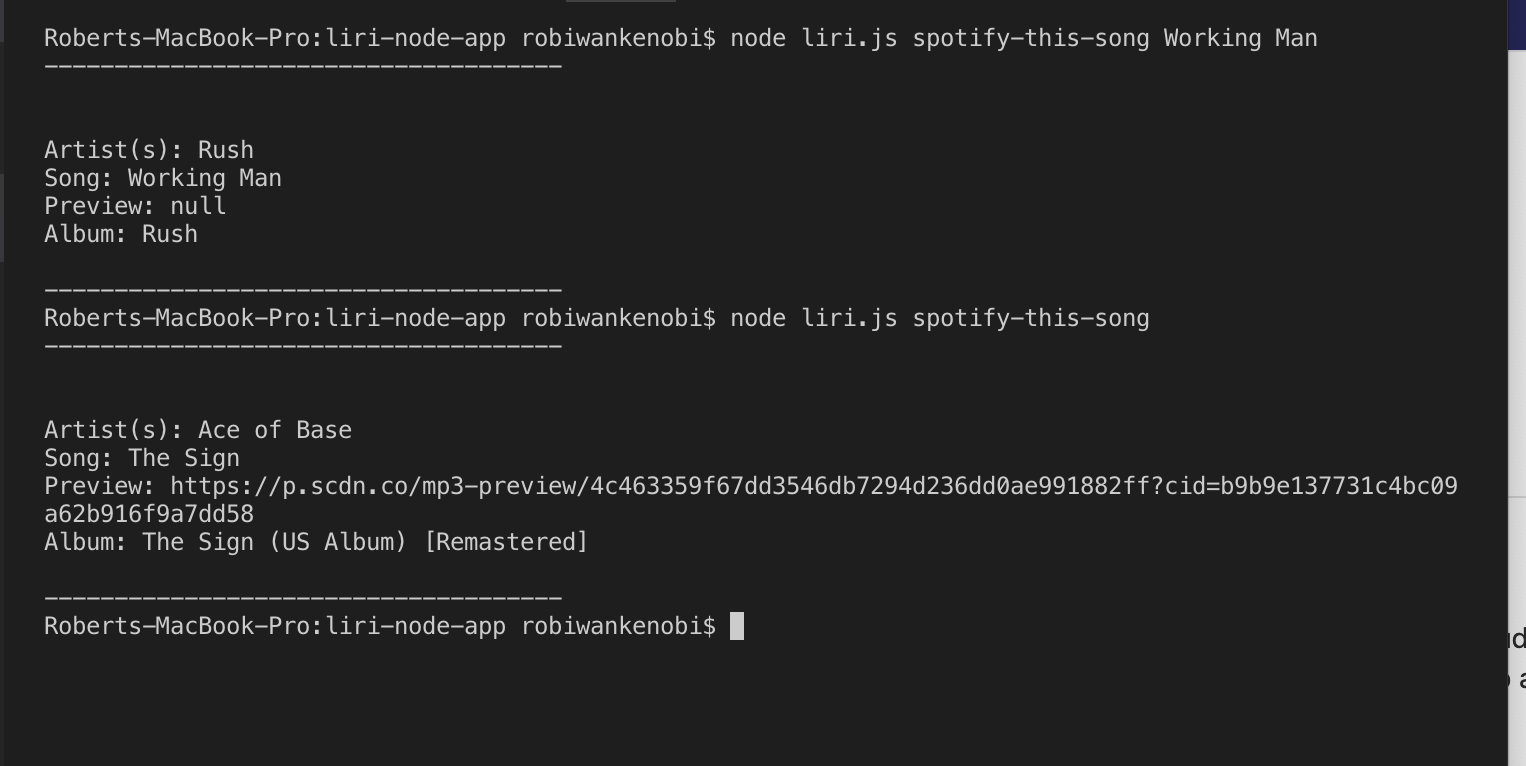 Roberts-MacBook-Pro:liri-node-app robiwankenobi$ node liri.js spotify-this-song Working Man
-------------------------------------
Artist(s): Rush
Song: Working Man
Preview: null
Album: Rush
-------------------------------------
Roberts-MacBook-Pro:liri-node-app robiwankenobi$ node liri.js spotify-this-song
-------------------------------------
Artist(s): Ace of Base
Song: The Sign
Preview: https://p.scdn.co/mp3-preview/4c463359f67dd3546db7294d236dd0ae991882ff?cid=b9b9e137731c4bc09
a62b916f9a7dd58
Album: The Sign (US Album) [Remastered]
-------------------------------------
Roberts-MacBook-Pro:liri-node-app robiwankenobi$